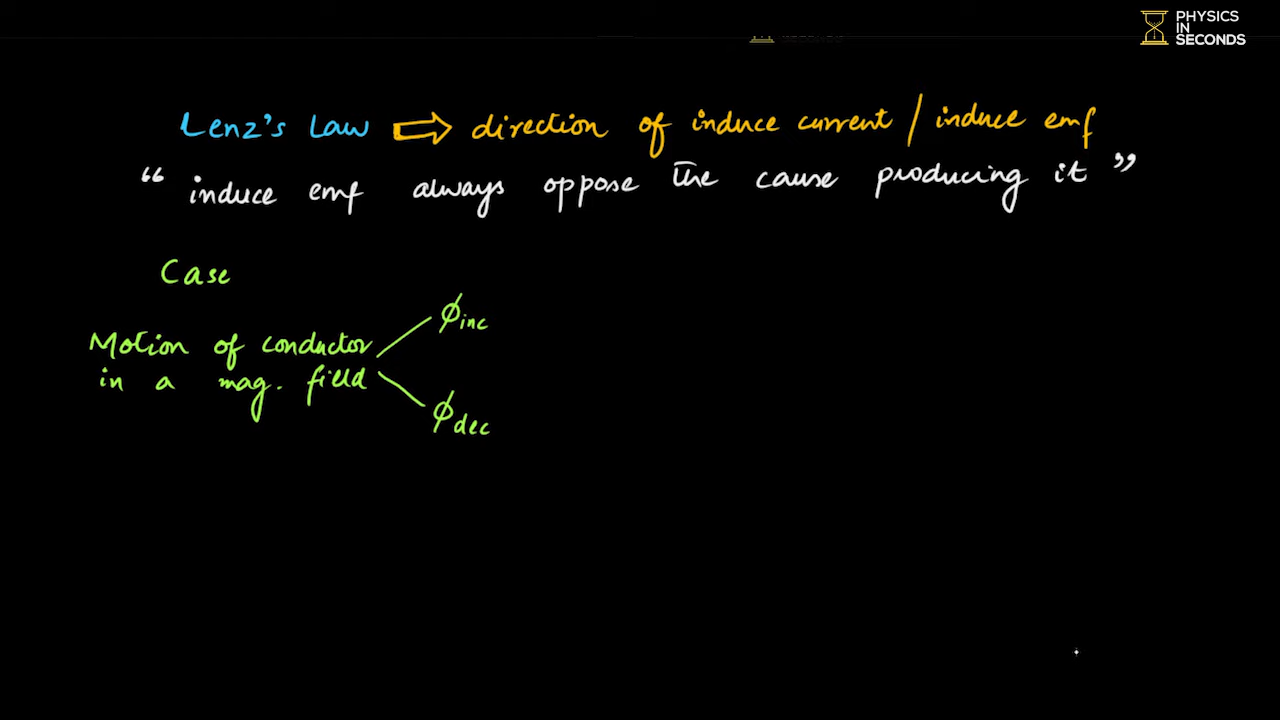 PHYSICS
IN
SECONDS
Lenz's Law ⇒ direction of induce current / induce emf
“ induce emf always oppose the cause producing it ”
Case
Motion of conductor
in a mag. field
ϕinc
ϕdec